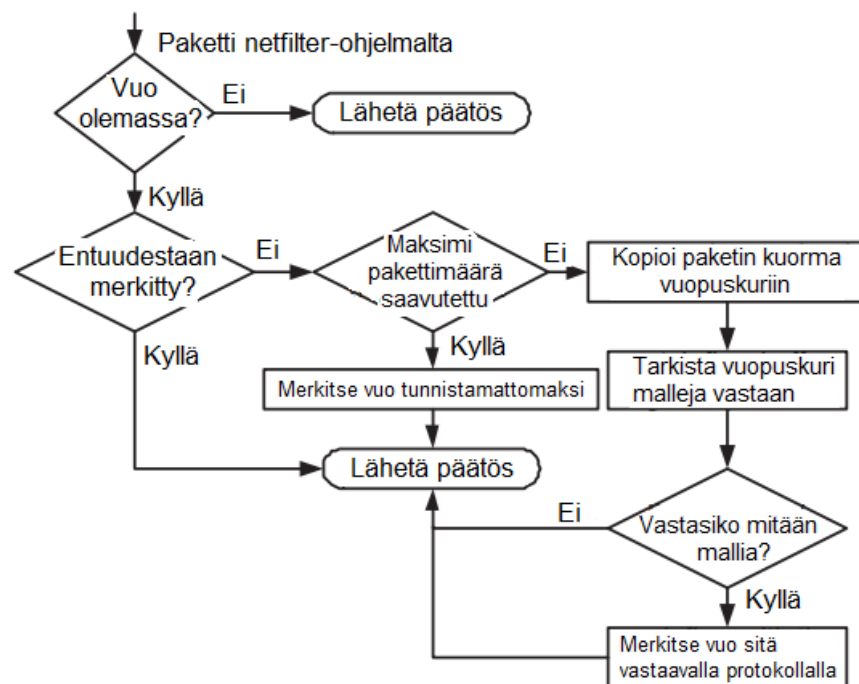 Paketti netfilter-ohjelmalta
Vuo
olemassa?
Ei
Lähetä päätös
Kyllä
Entuudestaan
merkitty?
Ei
Maksimi
pakettimäärä
saavutettu
Ei
Kopioi paketin kuorma
vuopuskuriin
Kyllä
Kyllä
Merkitse vuo tunnistamattomaksi
Tarkista vuopuskuri
malleja vastaan
Lähetä päätös
Ei
Vastasiko mitään
mallia?
Kyllä
Merkitse vuo sitä
vastaavalla protokollalla